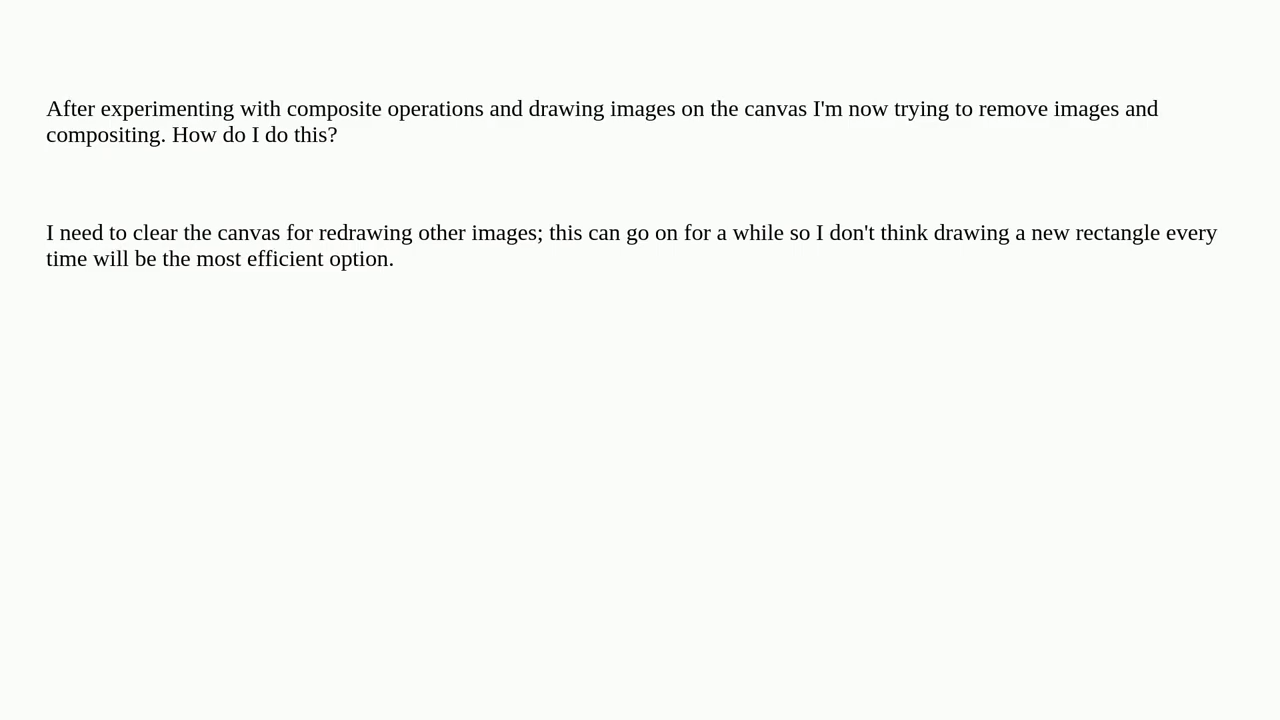 After experimenting with composite operations and drawing images on the canvas I'm now trying to remove images and
compositing. How do I do this?
I need to clear the canvas for redrawing other images; this can go on for a while so I don't think drawing a new rectangle every
time will be the most efficient option.